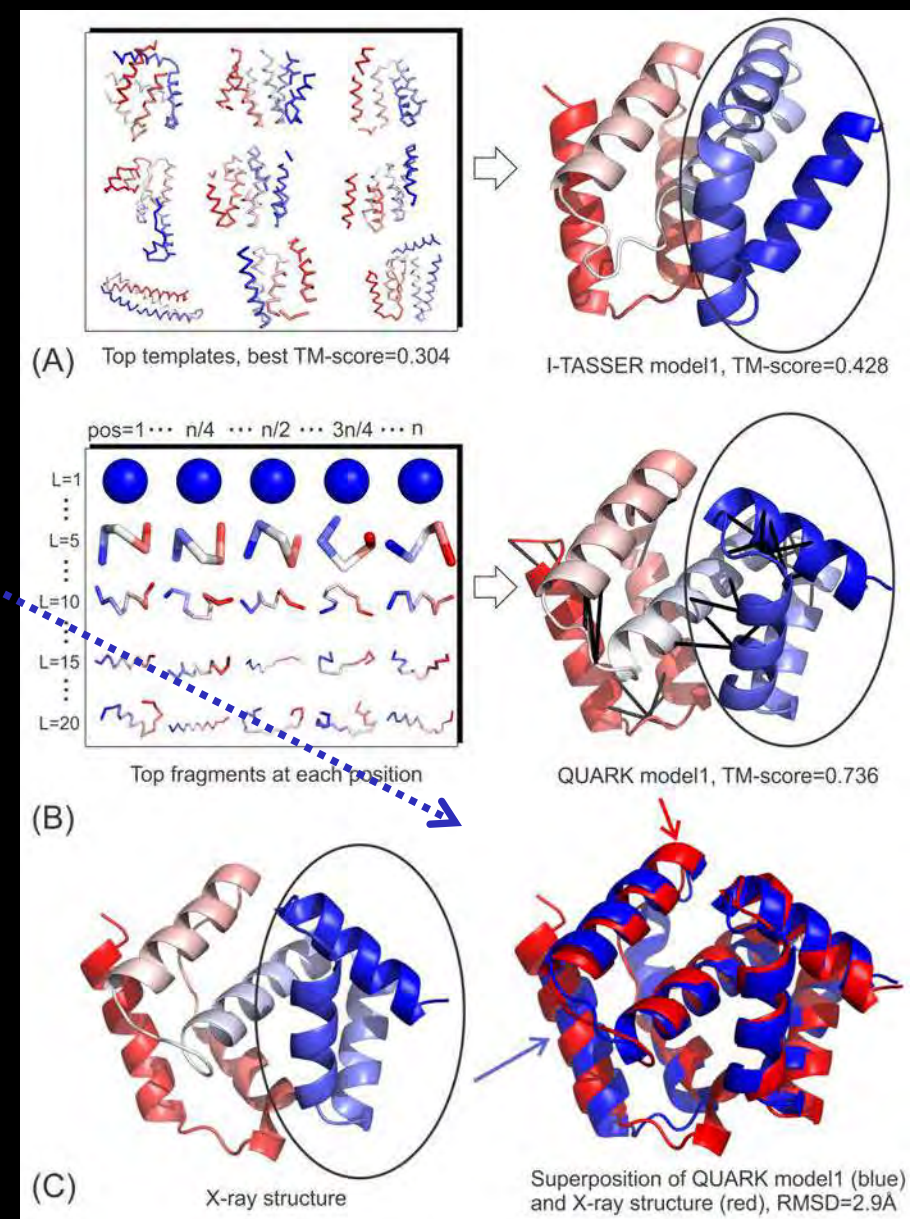 (A)
Top templates, best TM-score=0.304
I-TASSER model1, TM-score=0.428
pos=1 ··· n/4 ··· n/2 ··· 3n/4 ··· n
L=1
L=5
L=10
L=15
L=20
Top fragments at each position
QUARK model1, TM-score=0.736
(B)
(C)
X-ray structure
Superposition of QUARK model1 (blue)
and X-ray structure (red), RMSD=2.9Å